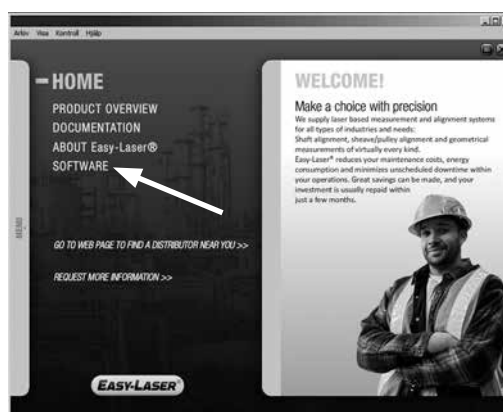 Arkiv Visa Kontroll Hjälp
HOME
PRODUCT OVERVIEW
DOCUMENTATION
ABOUT Easy-Laser®
SOFTWARE
MENU
GO TO WEB PAGE TO FIND A DISTRIBUTOR NEAR YOU >>
REQUEST MORE INFORMATION >>
EASY-LASER®
WELCOME!
Make a choice with precision
We supply laser based measurement and alignment systems
for all types of industries and needs:
Shaft alignment, sheave/pulley alignment and geometrical
measurements of virtually every kind.
Easy-Laser® reduces your maintenance costs, energy
consumption and minimizes unscheduled downtime within
your operations. Great savings can be made, and your
investment is usually repaid within
just a few months.